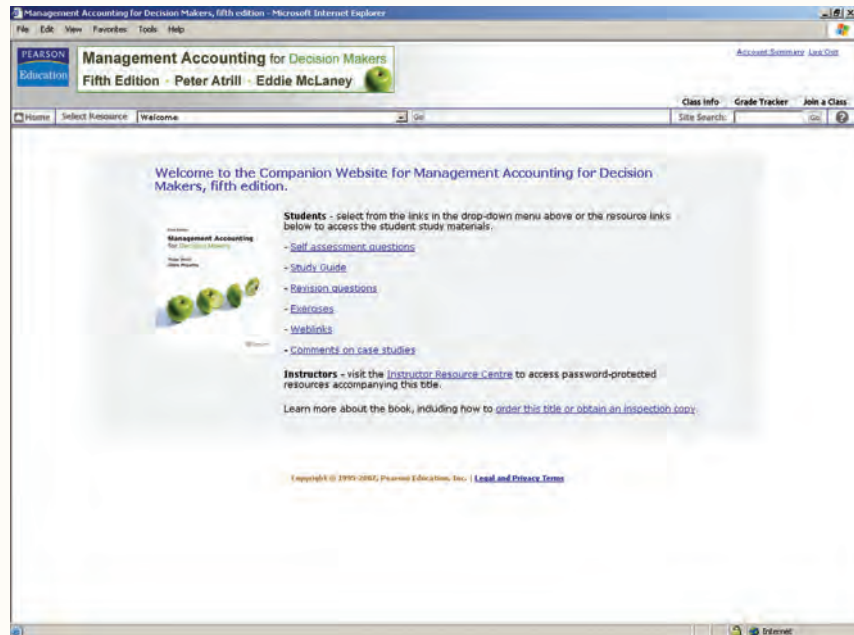 Management Accounting for Decision Makers, fifth edition - Microsoft Internet Explorer
File Edit View Favorites Tools Help
PEARSON
Education
Management Accounting for Decision Makers
Fifth Edition · Peter Atrill · Eddie McLaney
Account Summary Log Out
Class Info Grade Tracker Join a Class
Home Select Resource Welcome Go Site Search: Go ?
Welcome to the Companion Website for Management Accounting for Decision
Makers, fifth edition.
Management Accounting
for Decision Makers
Students - select from the links in the drop-down menu above or the resource links
below to access the student study materials.
- Self assessment questions
- Study Guide
- Revision questions
- Exercises
- Weblinks
- Comments on case studies
Instructors - visit the Instructor Resource Centre to access password-protected
resources accompanying this title.
Learn more about the book, including how to order this title or obtain an inspection copy
Copyright © 1995-2007, Pearson Education, Inc. | Legal and Privacy Terms
Internet